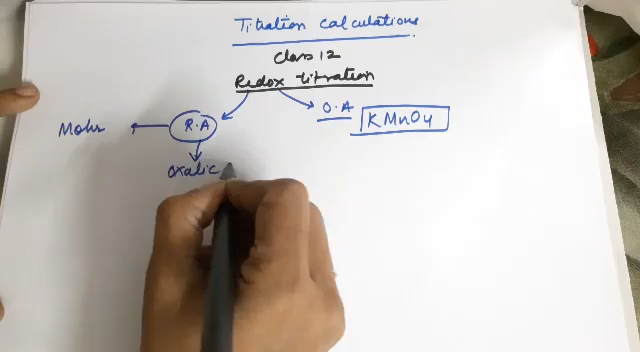 Titration calculations
Class 12
Redox titration
O.A
KMnO4
R.A
Mohr
oxalic